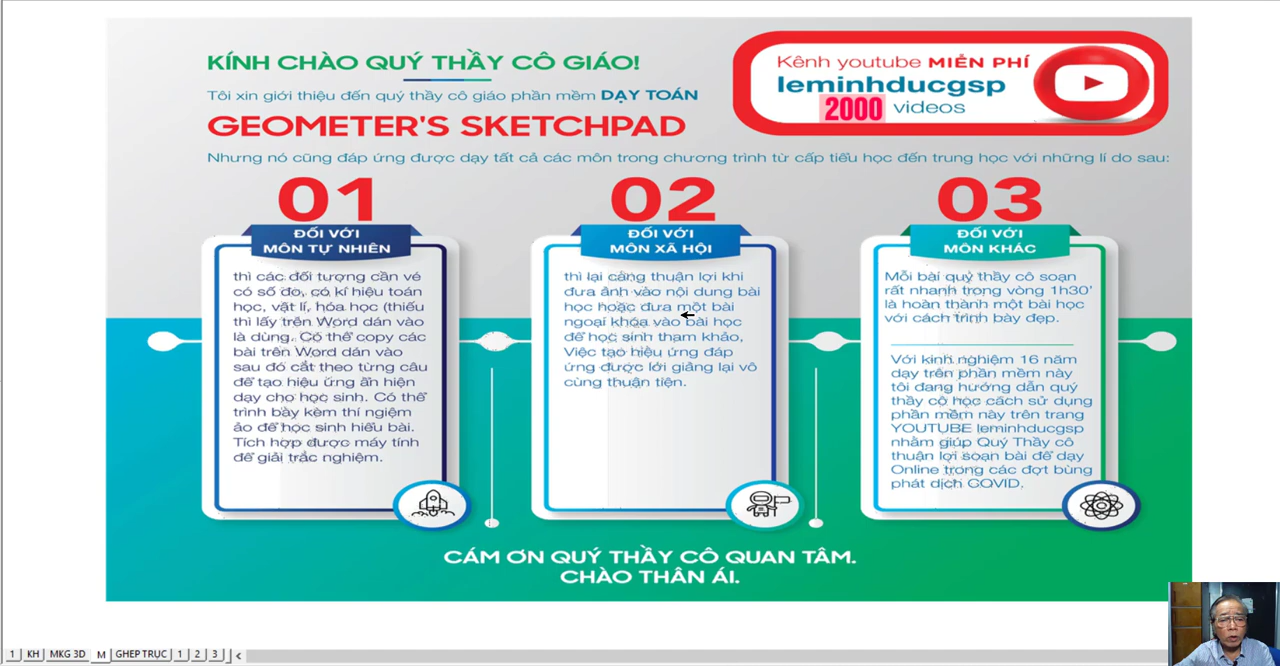 KÍNH CHÀO QUÝ THẦY CÔ GIÁO!
Tôi xin giới thiệu đến quý thầy cô giáo phần mềm DẠY TOÁN
GEOMETER'S SKETCHPAD
Nhưng nó cũng đáp ứng được dạy tất cả các môn trong chương trình từ cấp tiểu học đến trung học với những lí do sau:
Kênh youtube MIỄN PHÍ
leminhducgsp
2000 videos
01
ĐỐI VỚI
MÔN TỰ NHIÊN
thì các đối tượng cần vẽ
có số đo, có kí hiệu toán
học, vật lí, hóa học (thiếu
thì lấy trên Word dán vào
là dùng. Có thể copy các
bài trên Word dán vào
sau đó cắt theo từng câu
để tạo hiệu ứng ẩn hiện
dạy cho học sinh. Có thể
trình bày kèm thí ngiệm
ảo để học sinh hiểu bài.
Tích hợp được máy tính
để giải trắc nghiệm.
02
ĐỐI VỚI
MÔN XÃ HỘI
thì lại càng thuận lợi khi
đưa ảnh vào nội dung bài
học hoặc đưa một bài
ngoại khóa vào bài học
để học sinh tham khảo,
Việc tạo hiệu ứng đáp
ứng được lời giảng lại vô
cùng thuận tiện.
03
ĐỐI VỚI
MÔN KHÁC
Mỗi bài quý thầy cô soạn
rất nhanh trong vòng 1h30'
là hoàn thành một bài học
với cách trình bày đẹp.
Với kinh nghiệm 16 năm
dạy trên phần mềm này
tôi đang hướng dẫn quý
thầy cô học cách sử dụng
phần mềm này trên trang
YOUTUBE leminhducgsp
nhằm giúp Quý Thầy cô
thuận lợi soạn bài để dạy
Online trong các đợt bùng
phát dịch COVID.
CÁM ƠN QUÝ THẦY CÔ QUAN TÂM.
CHÀO THÂN ÁI.
1 KH MKG 3D M GHEP TRỤC 1 2 3